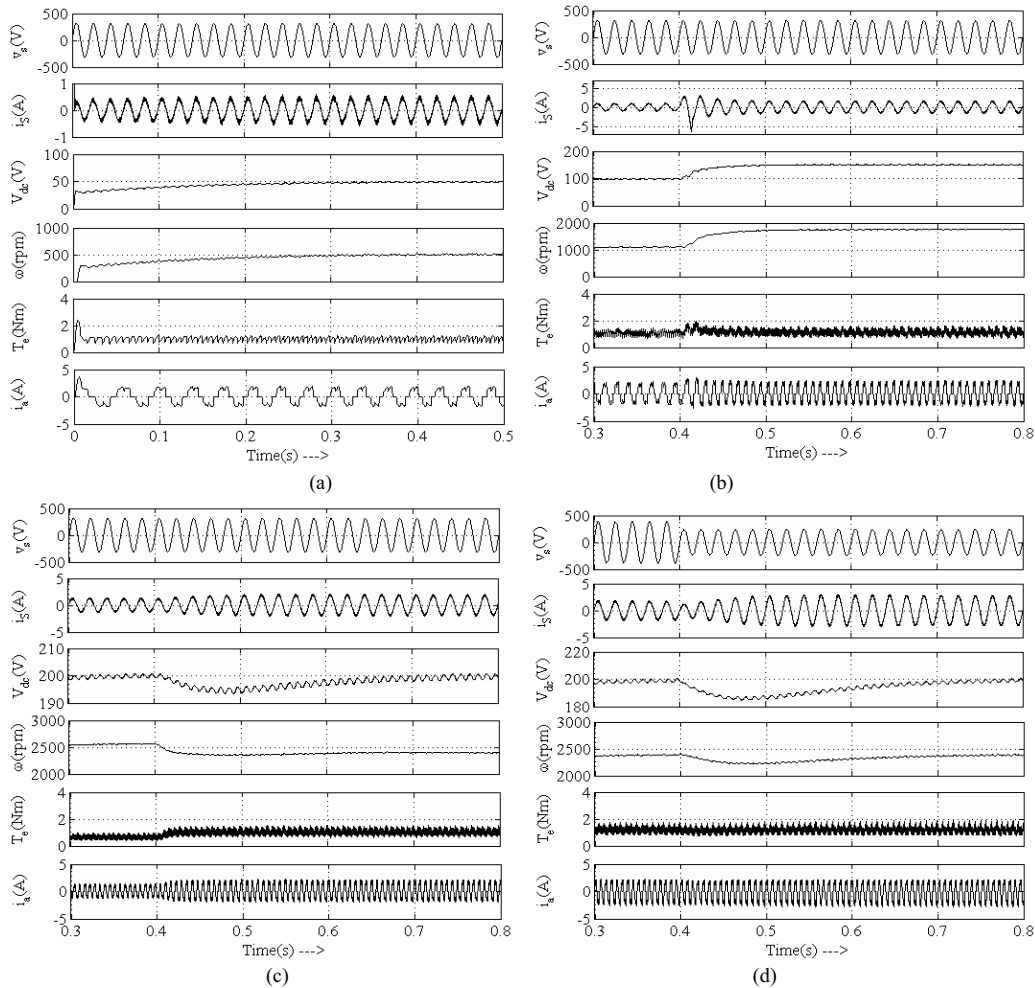 500
v_s(V) 0
-500
1
i_S(A) 0
-1
100
V_dc(V) 50
0
1000
ω(rpm) 500
0
4
T_e(Nm) 2
0
5
i_a(A) 0
-5
0 0.1 0.2 0.3 0.4 0.5
Time(s) --->
(a)
500
v_s(V) 0
-500
5
i_S(A) 0
-5
200
V_dc(V) 100
0
2000
ω(rpm) 1000
0
4
T_e(Nm) 2
0
5
i_a(A) 0
-5
0.3 0.4 0.5 0.6 0.7 0.8
Time(s) --->
(b)
500
v_s(V) 0
-500
5
i_S(A) 0
-5
210
V_dc(V) 200
190
3000
ω(rpm) 2500
2000
4
T_e(Nm) 2
0
5
i_a(A) 0
-5
0.3 0.4 0.5 0.6 0.7 0.8
Time(s) --->
(c)
500
v_s(V) 0
-500
5
i_S(A) 0
-5
220
V_dc(V) 200
180
3000
ω(rpm) 2500
2000
4
T_e(Nm) 2
0
5
i_a(A) 0
-5
0.3 0.4 0.5 0.6 0.7 0.8
Time(s) --->
(d)